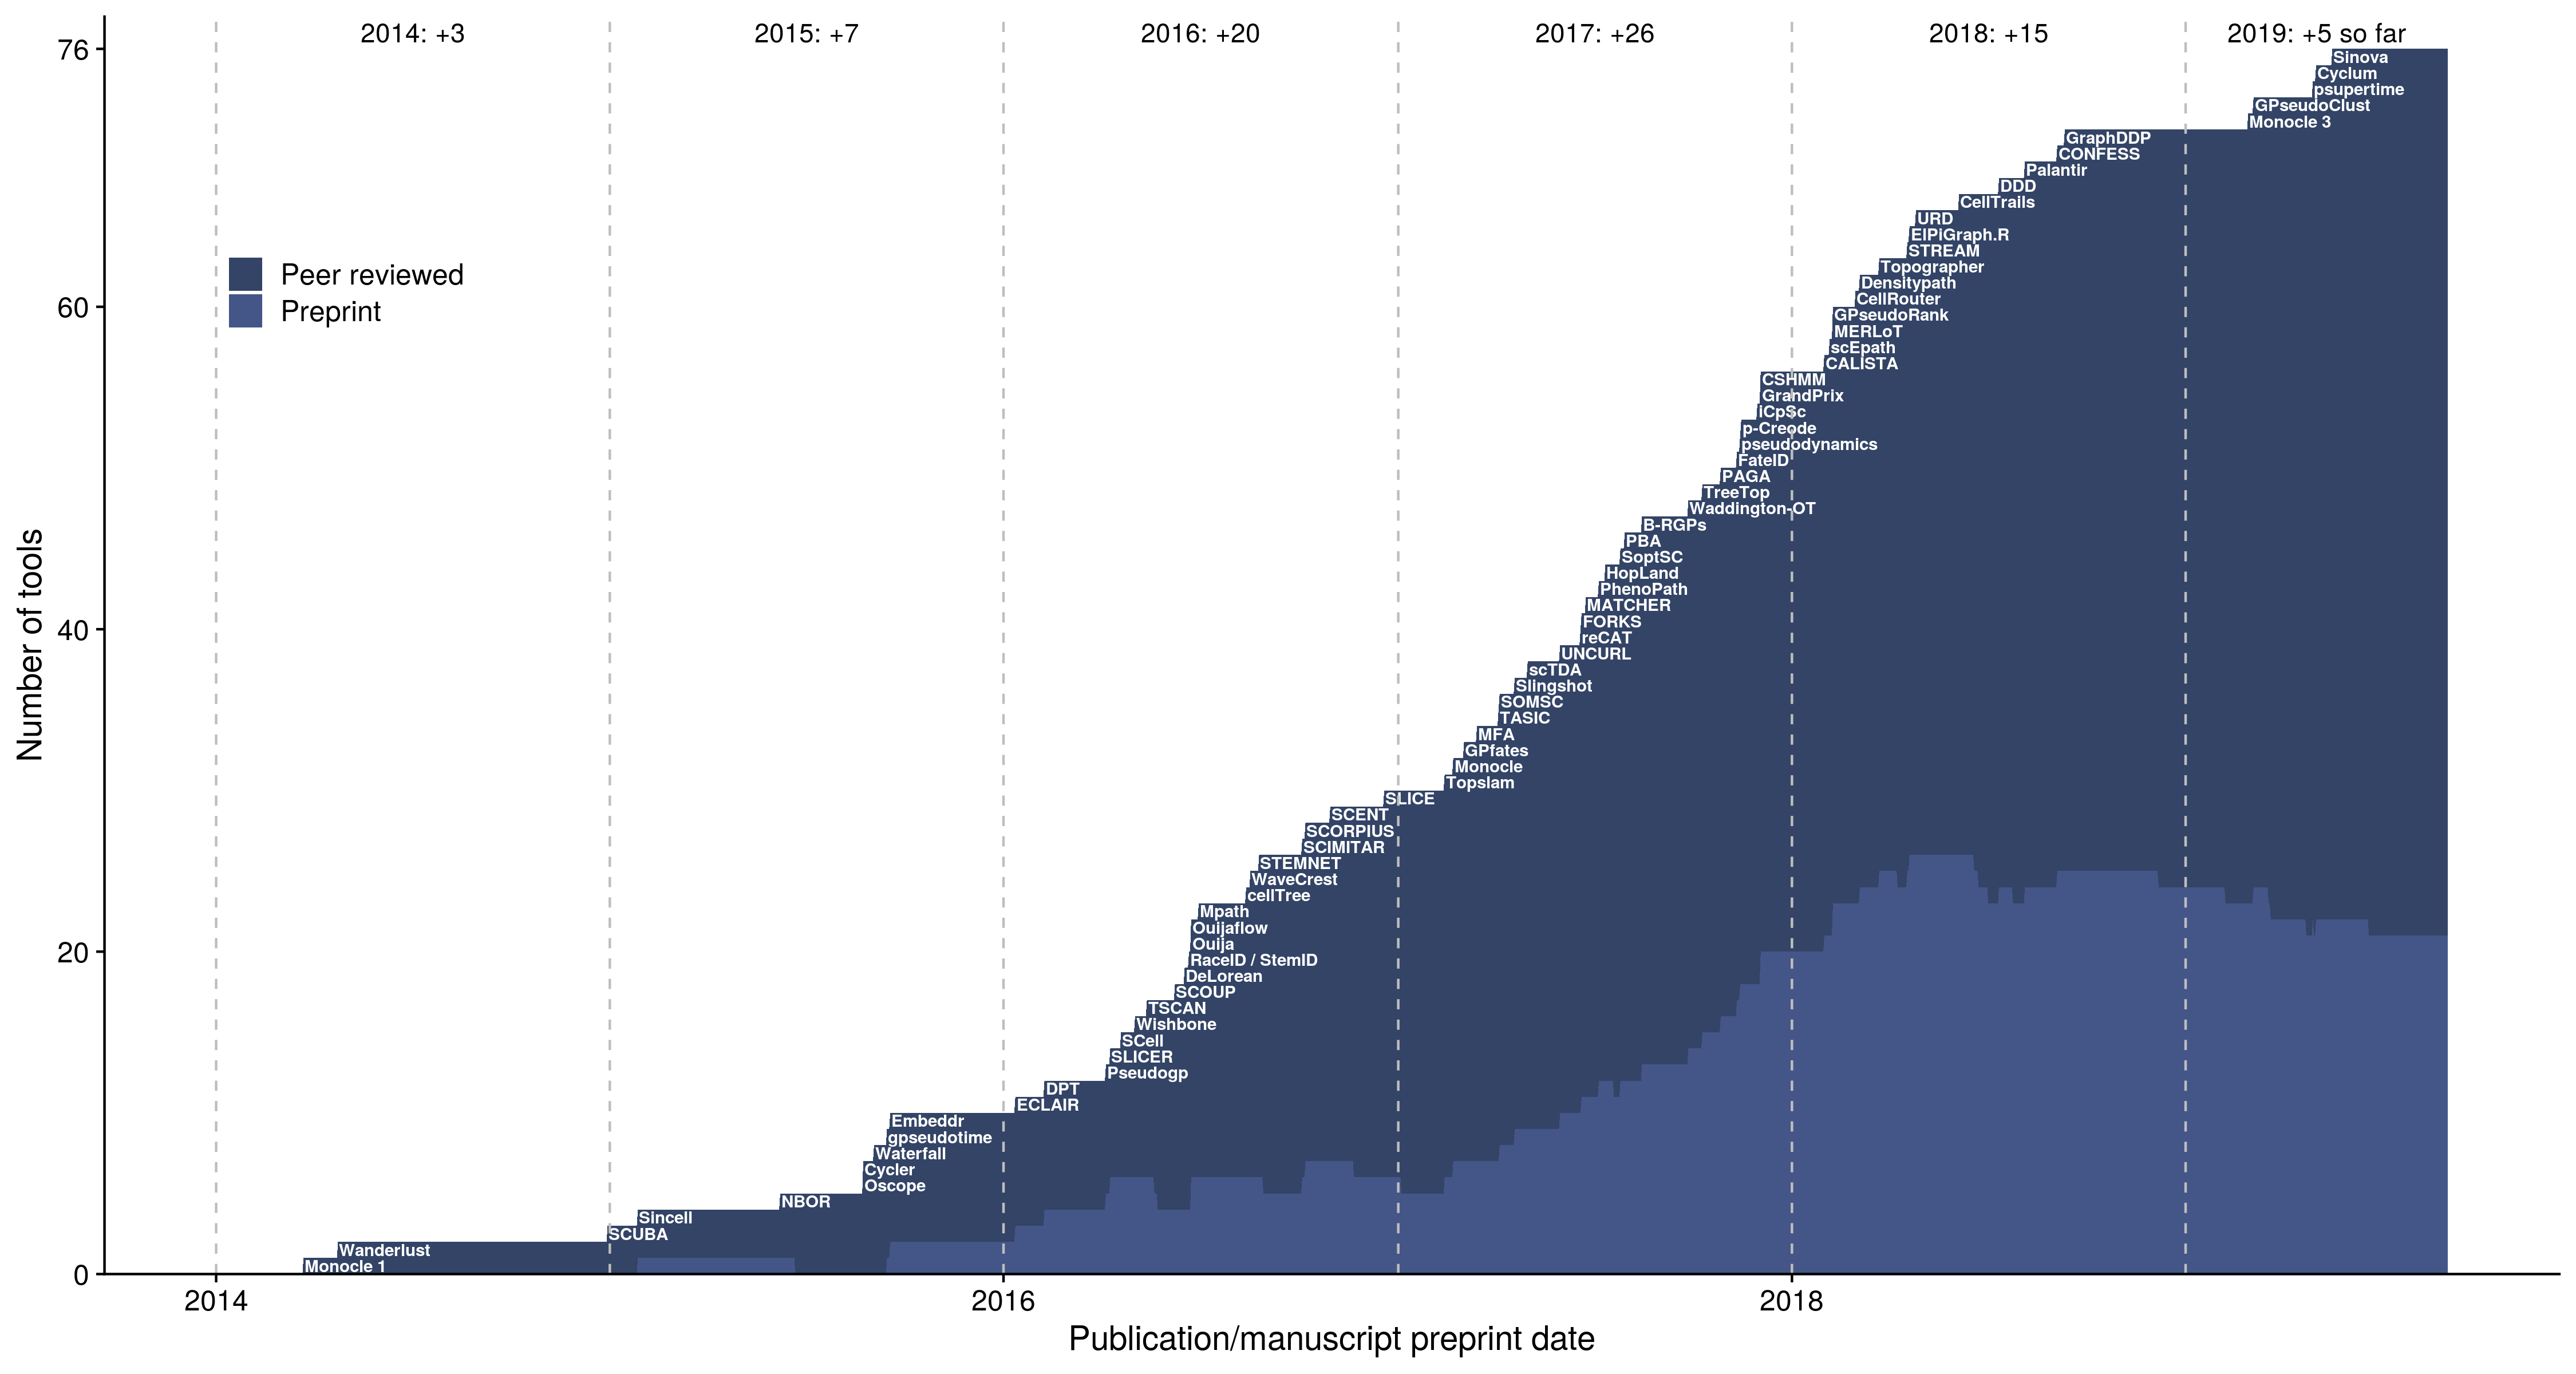 2014: +3
2015: +7
2016: +20
2017: +26
2018: +15
2019: +5 so far
76
60
40
20
0
Number of tools
Peer reviewed
Preprint
Sinova
Cyclum
psupertime
GPseudoClust
Monocle 3
GraphDDP
CONFESS
Palantir
DDD
CellTrails
URD
ElPiGraph.R
STREAM
Topographer
Densitypath
CellRouter
GPseudoRank
MERLoT
scEpath
CALISTA
CSHMM
GrandPrix
iCpSc
p-Creode
pseudodynamics
FateID
PAGA
TreeTop
Waddington-OT
B-RGPs
PBA
SoptSC
HopLand
PhenoPath
MATCHER
FORKS
reCAT
UNCURL
scTDA
Slingshot
SOMSC
TASIC
MFA
GPfates
Monocle
Topslam
SLICE
SCENT
SCORPIUS
SCIMITAR
STEMNET
WaveCrest
cellTree
Mpath
Ouijaflow
Ouija
RaceID / StemID
DeLorean
SCOUP
TSCAN
Wishbone
SCell
SLICER
Pseudogp
DPT
ECLAIR
Embeddr
gpseudotime
Waterfall
Cycler
Oscope
NBOR
Sincell
SCUBA
Wanderlust
Monocle 1
2014
2016
2018
Publication/manuscript preprint date